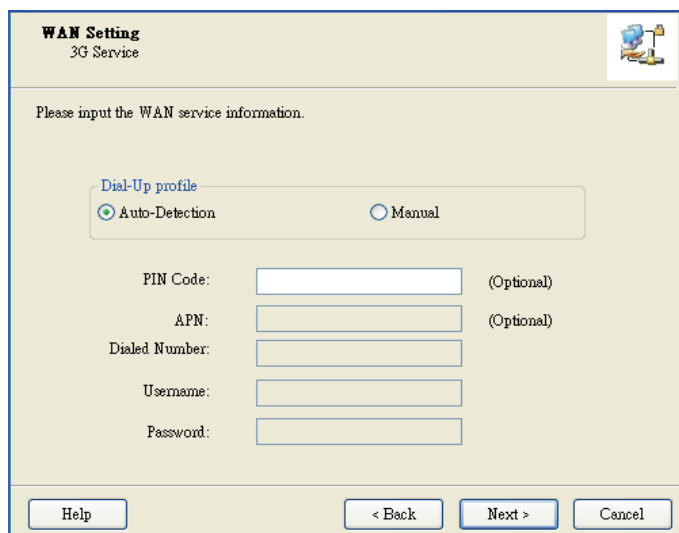 WAN Setting
3G Service
Please input the WAN service information.
Dial-Up profile
Auto-Detection Manual
PIN Code: (Optional)
APN: (Optional)
Dialed Number:
Username:
Password:
Help < Back Next > Cancel